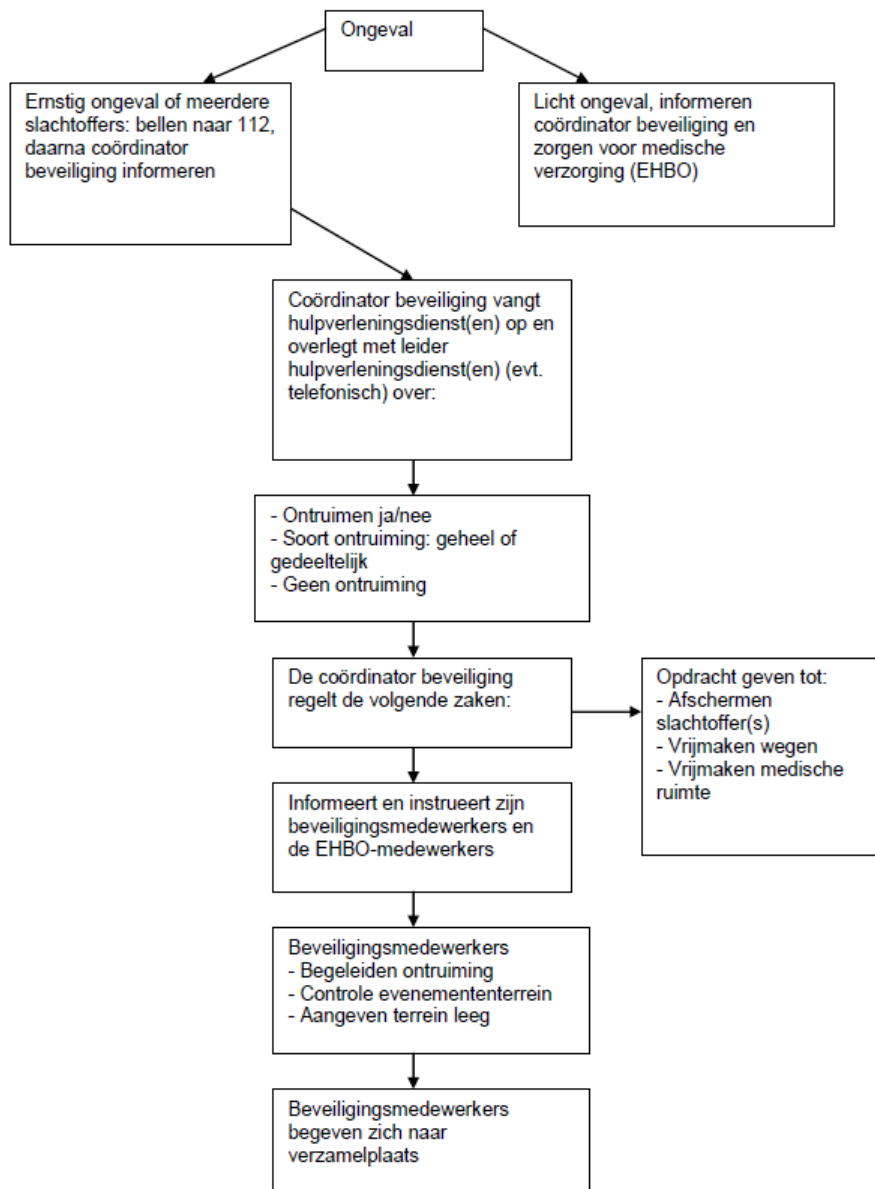 Ongeval
Ernstig ongeval of meerdere
slachtoffers: bellen naar 112,
daarna coördinator
beveiliging informeren
Licht ongeval, informeren
coördinator beveiliging en
zorgen voor medische
verzorging (EHBO)
Coördinator beveiliging vangt
hulpverleningsdienst(en) op en
overlegt met leider
hulpverleningsdienst(en) (evt.
telefonisch) over:
- Ontruimen ja/nee
- Soort ontruiming: geheel of
gedeeltelijk
- Geen ontruiming
De coördinator beveiliging
regelt de volgende zaken:
Opdracht geven tot:
- Afschermen
slachtoffer(s)
- Vrijmaken wegen
- Vrijmaken medische
ruimte
Informeert en instrueert zijn
beveiligingsmedewerkers en
de EHBO-medewerkers
Beveiligingsmedewerkers
- Begeleiden ontruiming
- Controle evenemententerrein
- Aangeven terrein leeg
Beveiligingsmedewerkers
begeven zich naar
verzamelplaats